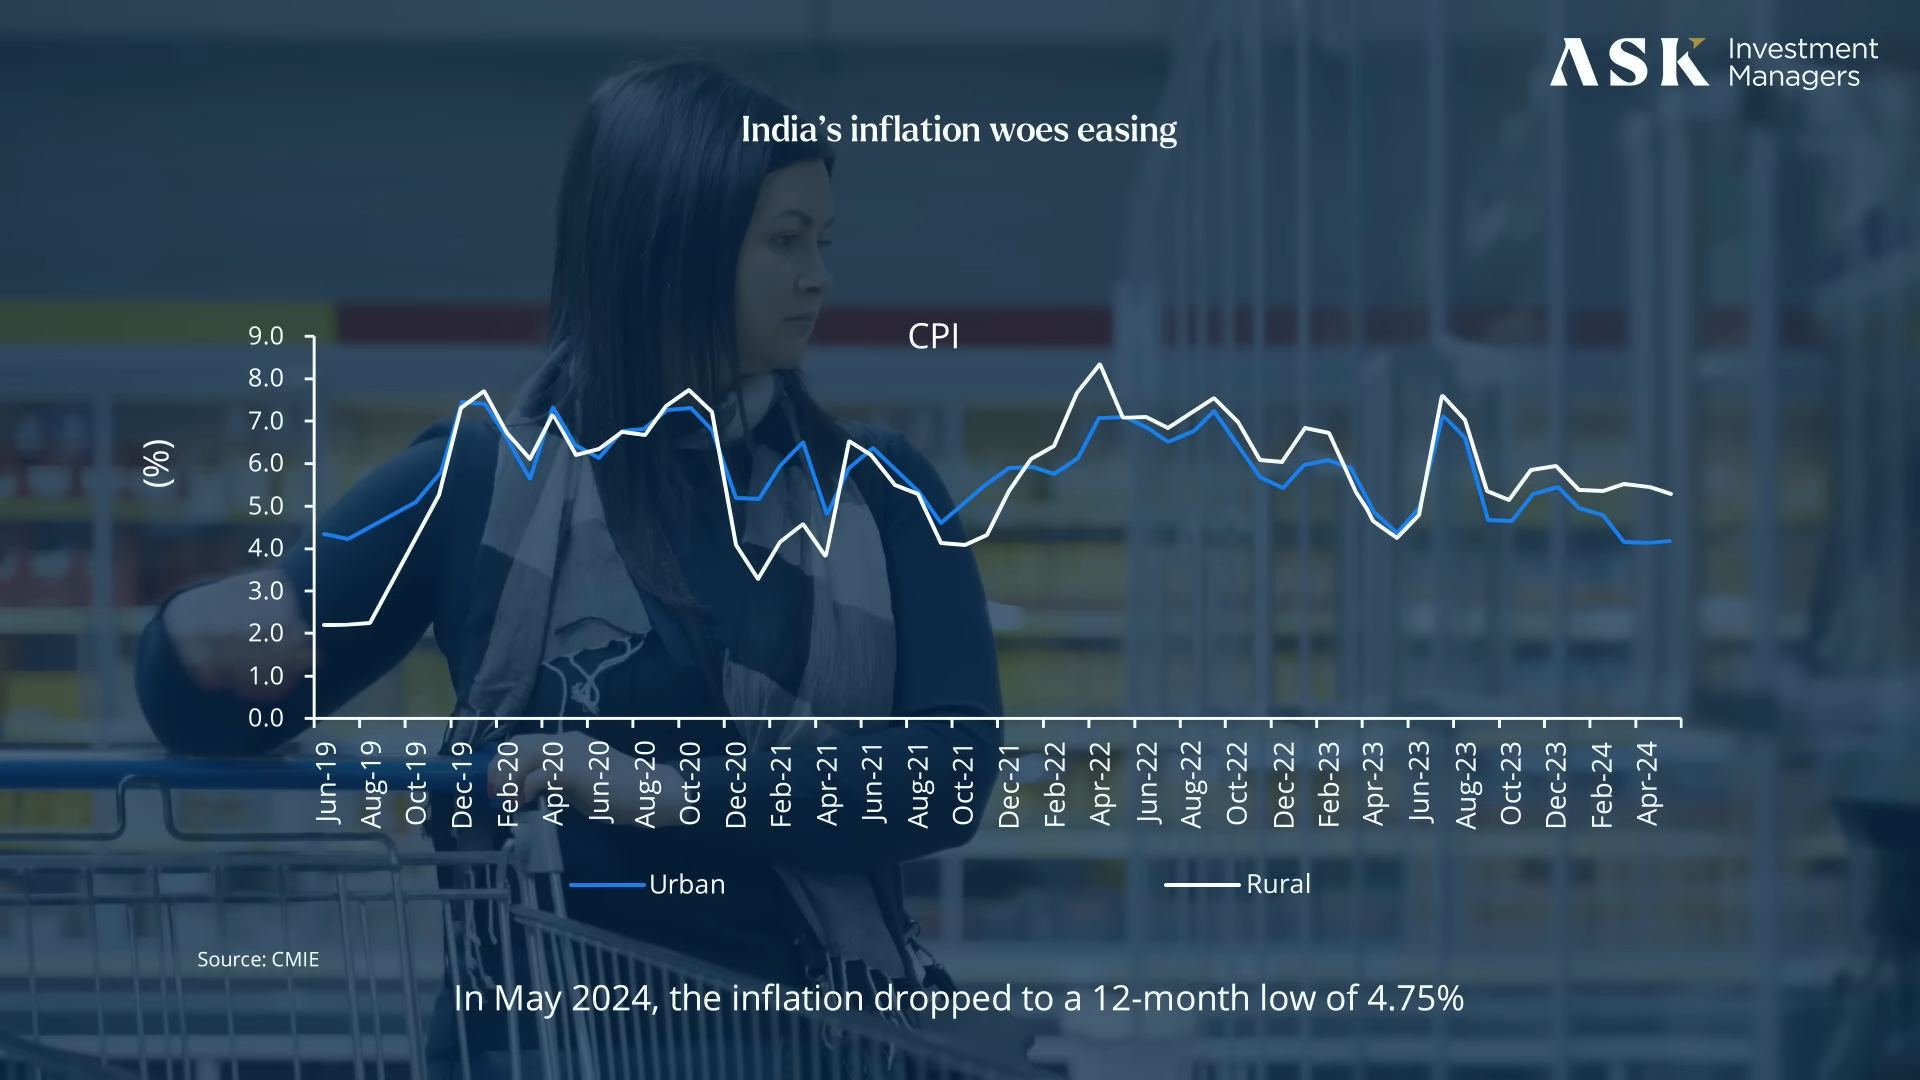 ASK Investment
Managers
India’s inflation woes easing
CPI
(%)
9.0
8.0
7.0
6.0
5.0
4.0
3.0
2.0
1.0
0.0
Jun-19
Aug-19
Oct-19
Dec-19
Feb-20
Apr-20
Jun-20
Aug-20
Oct-20
Dec-20
Feb-21
Apr-21
Jun-21
Aug-21
Oct-21
Dec-21
Feb-22
Apr-22
Jun-22
Aug-22
Oct-22
Dec-22
Feb-23
Apr-23
Jun-23
Aug-23
Oct-23
Dec-23
Feb-24
Apr-24
Urban
Rural
Source: CMIE
In May 2024, the inflation dropped to a 12-month low of 4.75%